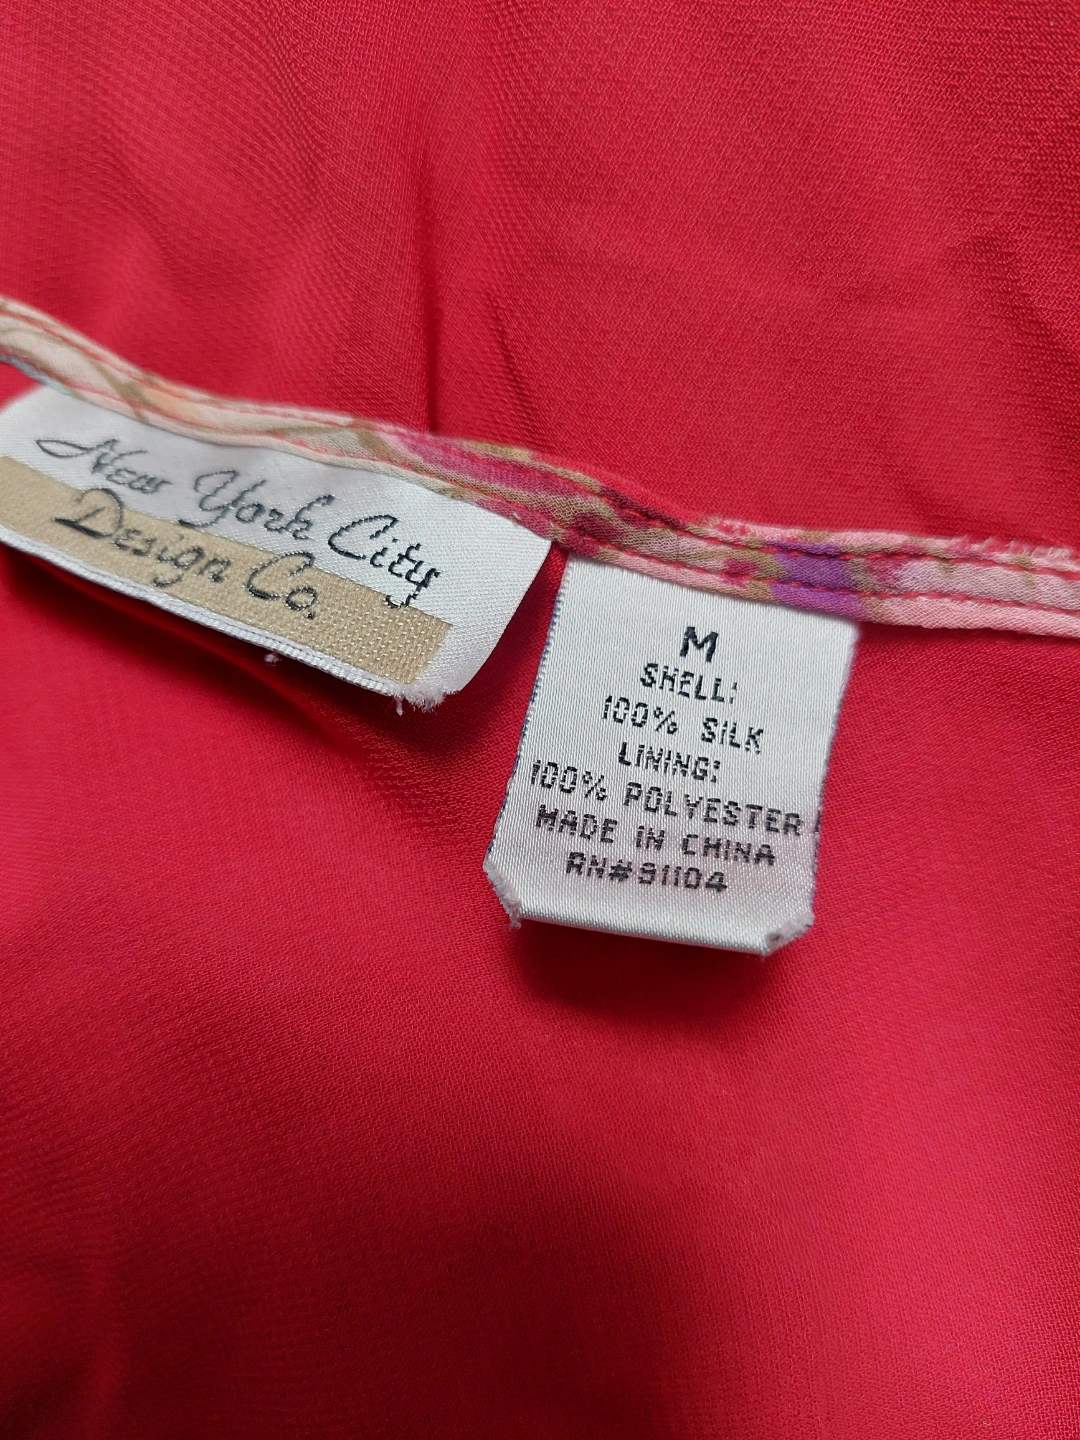 New York City
Design Co.
M
SHELL:
100% SILK
LINING:
100% POLYESTER
MADE IN CHINA
RN#91104